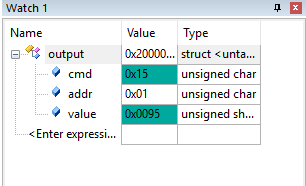 Watch 1
Name Value Type
output 0x20000... struct <unta...
cmd 0x15 unsigned char
addr 0x01 unsigned char
value 0x0095 unsigned sh...
<Enter expressi...